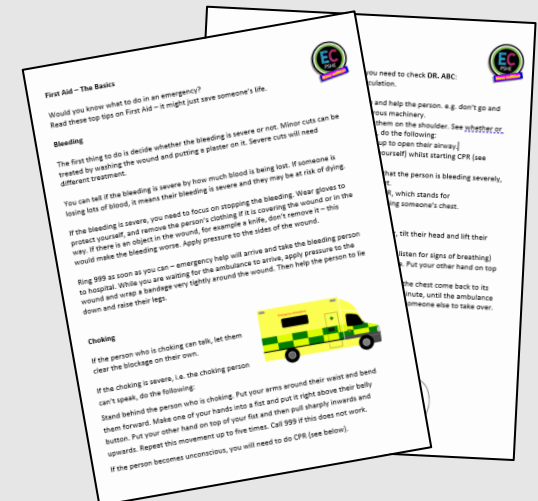 First Aid – The Basics
Would you know what to do in an emergency?
Read these top tips on First Aid – it might just save someone's life.
Bleeding
The first thing to do is decide whether the bleeding is severe or not. Minor cuts can be
treated by washing the wound and putting a plaster on it. Severe cuts will need
different treatment.
You can tell if the bleeding is severe by how much blood is being lost. If someone is
losing lots of blood, it means their bleeding is severe and they may be at risk of dying.
If the bleeding is severe, you need to focus on stopping the bleeding. Wear gloves to
protect yourself, and remove the person's clothing if it is covering the wound or in the
way. If there is an object in the wound, for example a knife, don't remove it – this
would make the bleeding worse. Apply pressure to the sides of the wound.
Ring 999 as soon as you can – emergency help will arrive and take the bleeding person
to hospital. While you are waiting for the ambulance to arrive, apply pressure to the
wound and wrap a bandage very tightly around the wound. Then help the person to lie
down and raise their legs.
Choking
If the person who is choking can talk, let them
clear the blockage on their own.
If the choking is severe, i.e. the choking person
can't speak, do the following:
Stand behind the person who is choking. Put your arms around their waist and bend
them forward. Make one of your hands into a fist and put it right above their belly
button. Put your other hand on top of your fist and then pull sharply inwards and
upwards. Repeat this movement up to five times. Call 999 if this does not work.
If the person becomes unconscious, you will need to do CPR (see below).
EC
PSHE
EC
PSHE
you need to check DR. ABC:
culation.
and help the person. e.g. don't go and
ous machinery.
them on the shoulder. See whether or
, do the following:
up to open their airway.
ourself) whilst starting CPR (see
that the person is bleeding severely,
t.
l, which stands for
ing someone's chest.
, tilt their head and lift their
listen for signs of breathing)
e. Put your other hand on top
the chest come back to its
minute, until the ambulance
omeone else to take over.